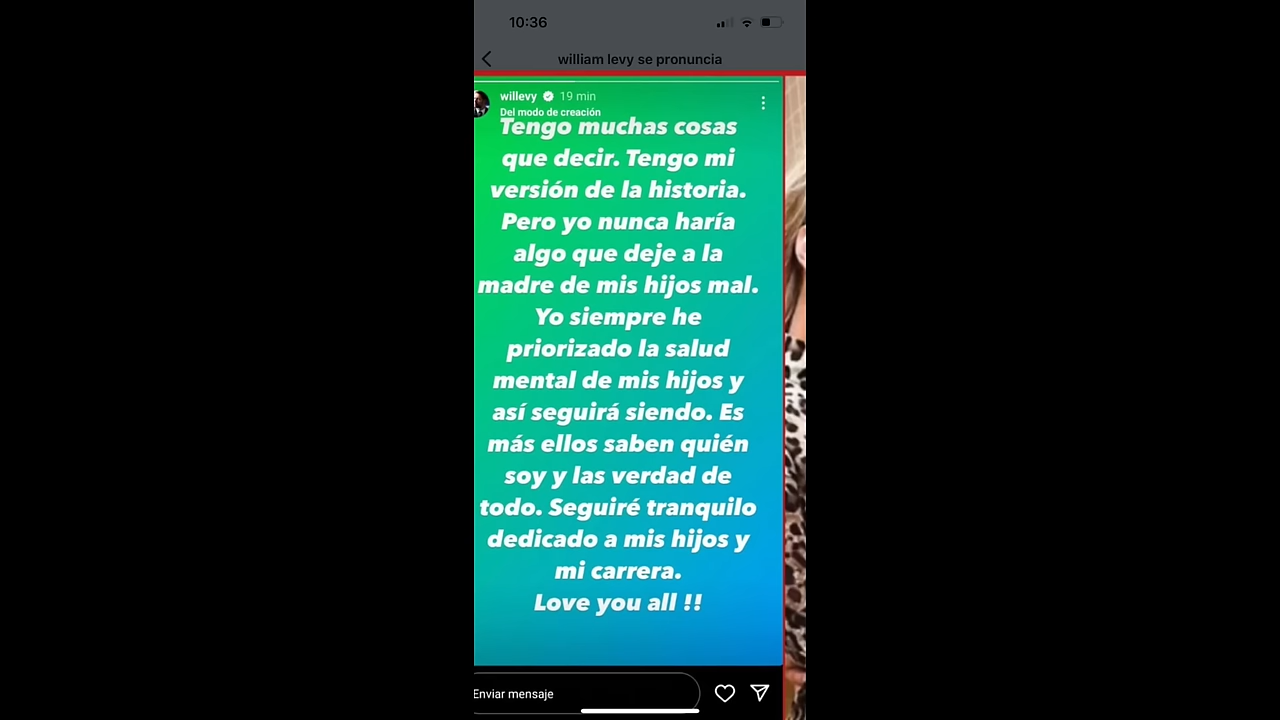 10:36
william levy se pronuncia
willevy 19 min
Del modo de creación
Tengo muchas cosas
que decir. Tengo mi
versión de la historia.
Pero yo nunca haría
algo que deje a la
madre de mis hijos mal.
Yo siempre he
priorizado la salud
mental de mis hijos y
así seguirá siendo. Es
más ellos saben quién
soy y las verdad de
todo. Seguiré tranquilo
dedicado a mis hijos y
mi carrera.
Love you all !!
Enviar mensaje